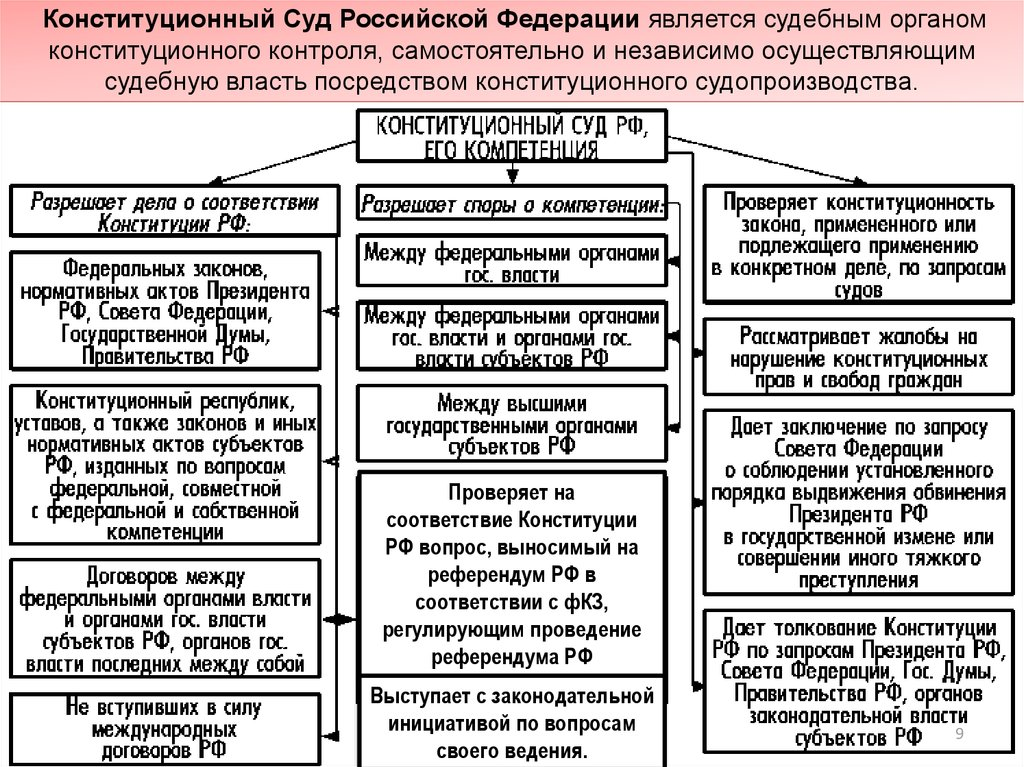 Конституционный Суд Российской Федерации является судебным органом
конституционного контроля, самостоятельно и независимо осуществляющим
судебную власть посредством конституционного судопроизводства.
КОНСТИТУЦИОННЫЙ СУД РФ,
ЕГО КОМПЕТЕНЦИЯ
Разрешает дела о соответствии
Конституции РФ:
Федеральных законов,
нормативных актов Президента
РФ, Совета Федерации,
Государственной Думы,
Правительства РФ
Конституционный республик,
уставов, а также законов и иных
нормативных актов субъектов
РФ, изданных по вопросам
федеральной, совместной
с федеральной и собственной
компетенции
Договоров между
федеральными органами власти
и органами гос. власти
субъектов РФ, органов гос.
власти последних между собой
Не вступивших в силу
международных
договоров РФ
Разрешает споры о компетенции:
Между федеральными органами
гос. власти
Между федеральными органами
гос. власти и органами гос.
власти субъектов РФ
Между высшими
государственными органами
субъектов РФ
Проверяет на
соответствие Конституции
РФ вопрос, выносимый на
референдум РФ в
соответствии с фКЗ,
регулирующим проведение
референдума РФ
Выступает с законодательной
инициативой по вопросам
своего ведения.
Проверяет конституционность
закона, примененного или
подлежащего применению
в конкретном деле, по запросам
судов
Рассматривает жалобы на
нарушение конституционных
прав и свобод граждан
Дает заключение по запросу
Совета Федерации
о соблюдении установленного
порядка выдвижения обвинения
Президента РФ
в государственной измене или
совершении иного тяжкого
преступления
Дает толкование Конституции
РФ по запросам Президента РФ,
Совета Федерации, Гос. Думы,
Правительства РФ, органов
законодательной власти
субъектов РФ
9